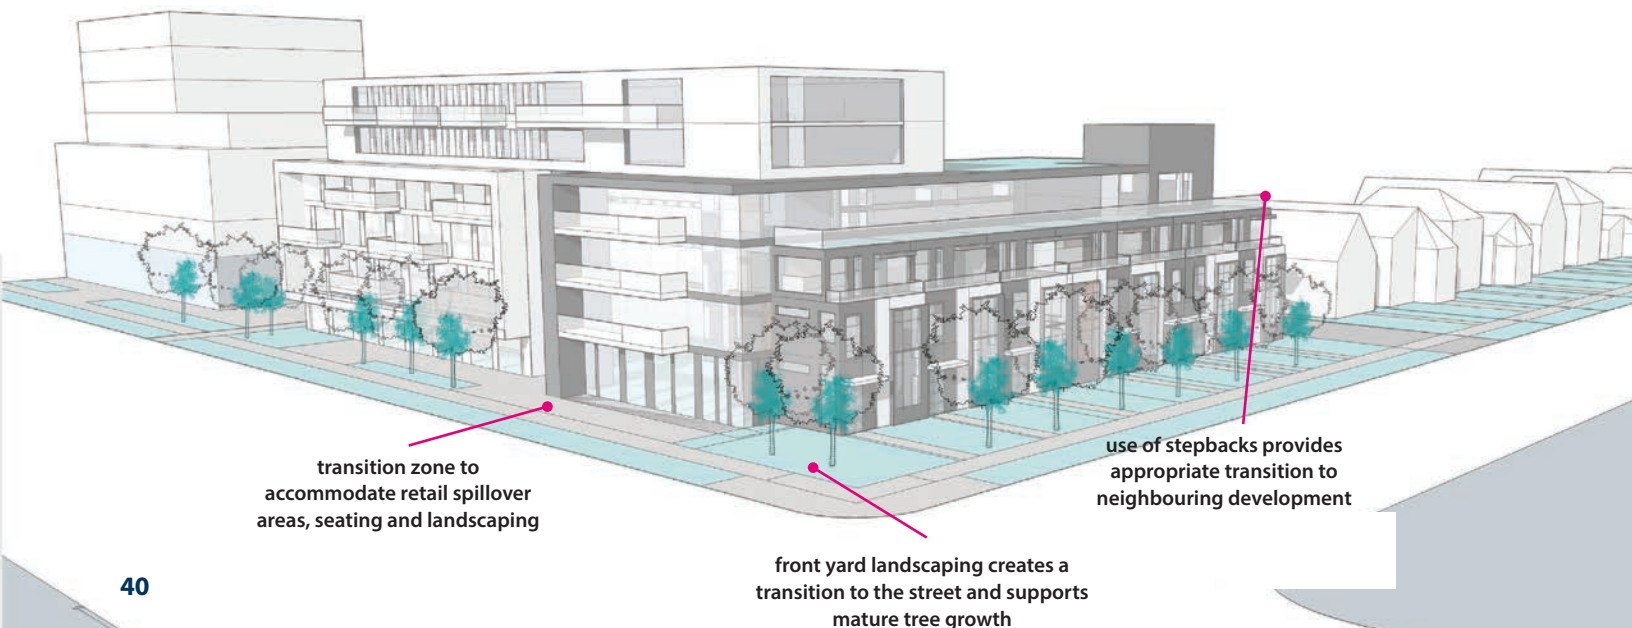 transition zone to
accommodate retail spillover
areas, seating and landscaping
use of stepbacks provides
appropriate transition to
neighbouring development
front yard landscaping creates a
transition to the street and supports
mature tree growth
40